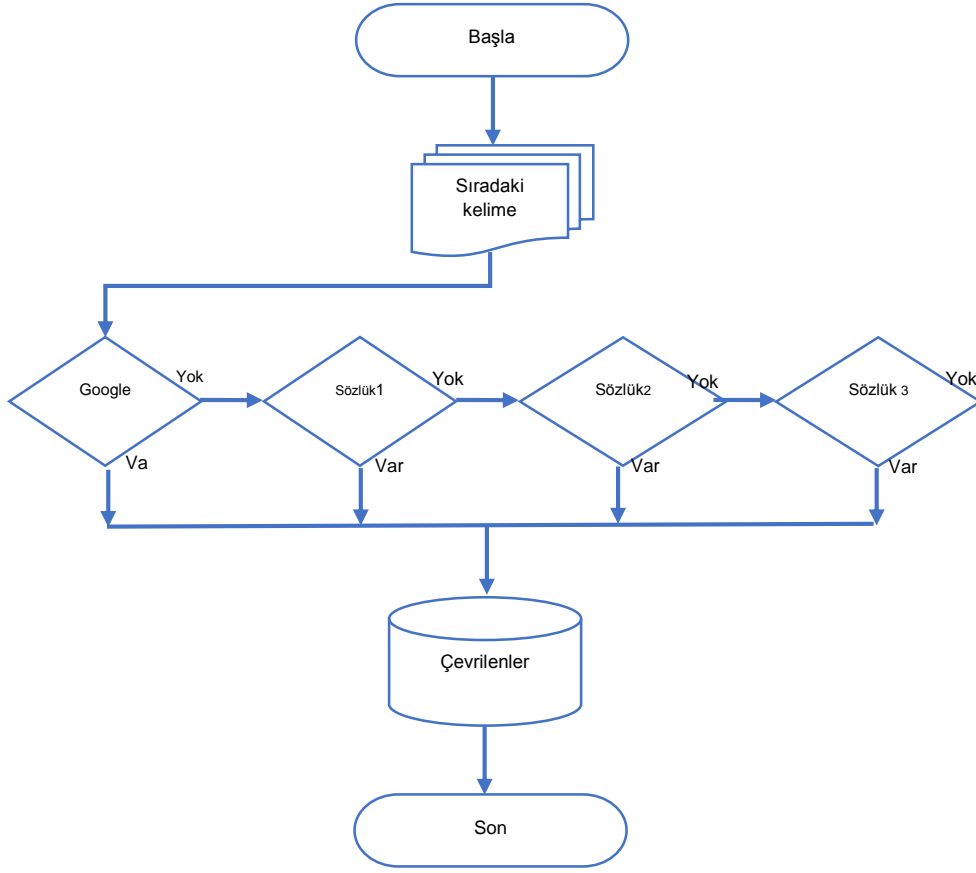 Başla
Sıradaki
kelime
Google
Yok
Sözlük1
Yok
Sözlük2
Yok
Sözlük 3
Yok
Va
Var
Var
Var
Çevrilenler
Son